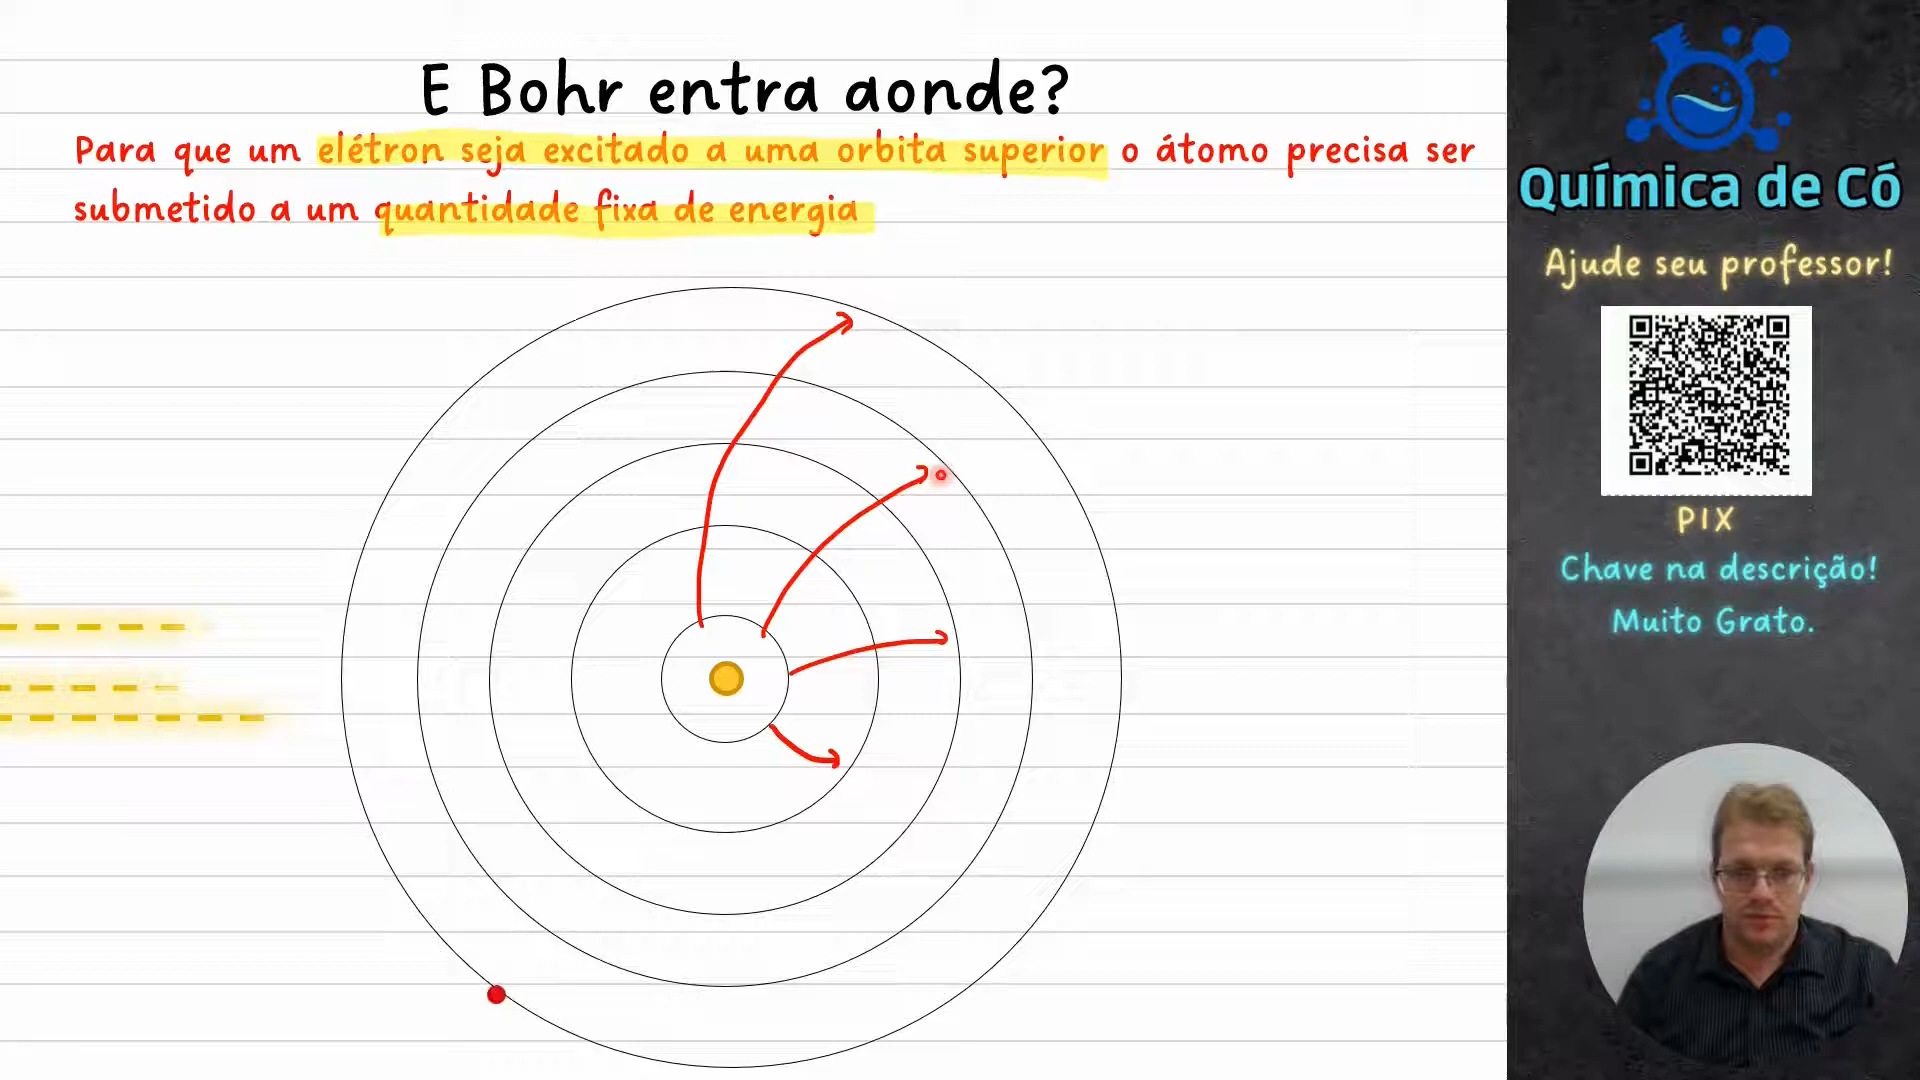 E Bohr entra aonde?
Para que um elétron seja excitado a uma orbita superior o átomo precisa ser
submetido a um quantidade fixa de energia
Química de Có
Ajude seu professor!
PIX
Chave na descrição!
Muito Grato.